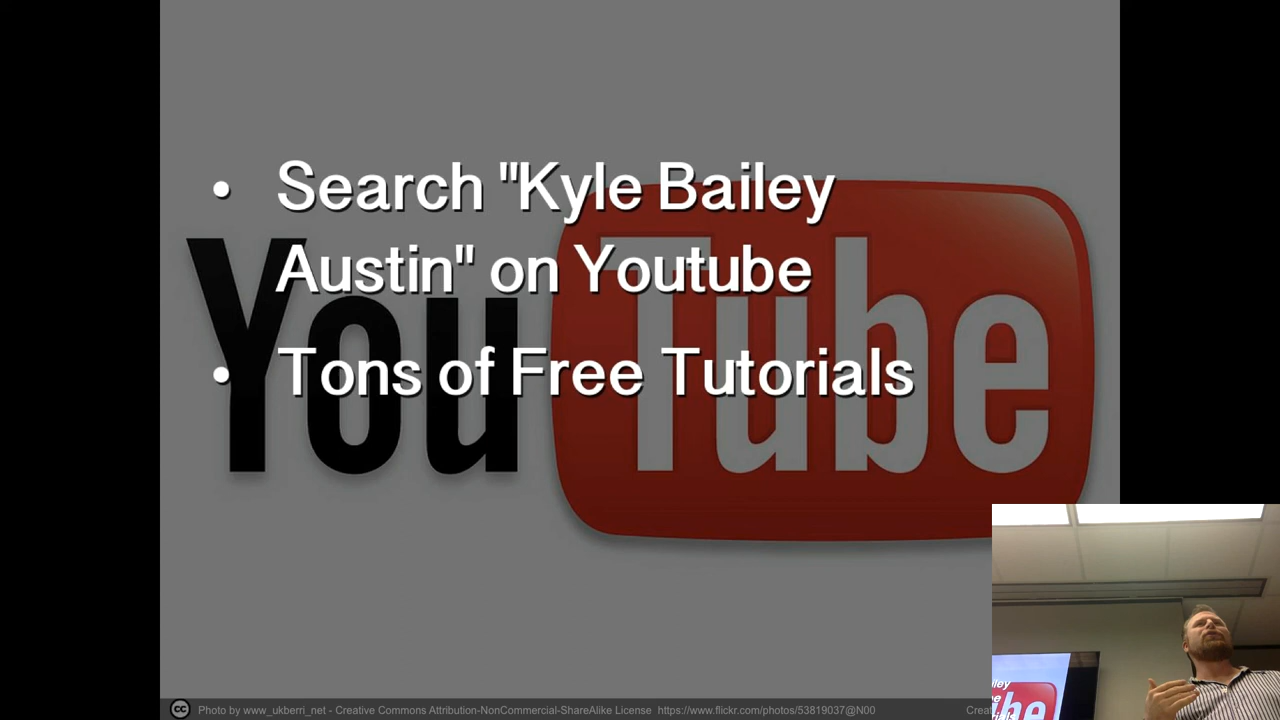 • Search "Kyle Bailey
Austin" on Youtube
• Tons of Free Tutorials
YouTube
Photo by www_ukberri_net - Creative Commons Attribution-NonCommercial-ShareAlike License https://www.flickr.com/photos/53819037@N00
Creat